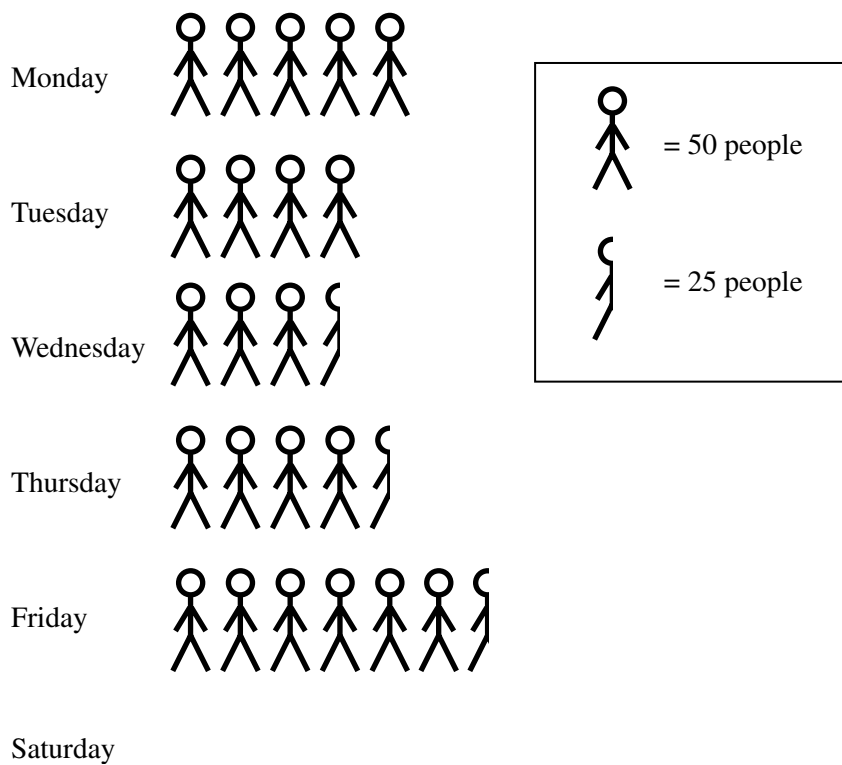 Monday
= 50 people
Tuesday
= 25 people
Wednesday
Thursday
Friday
Saturday